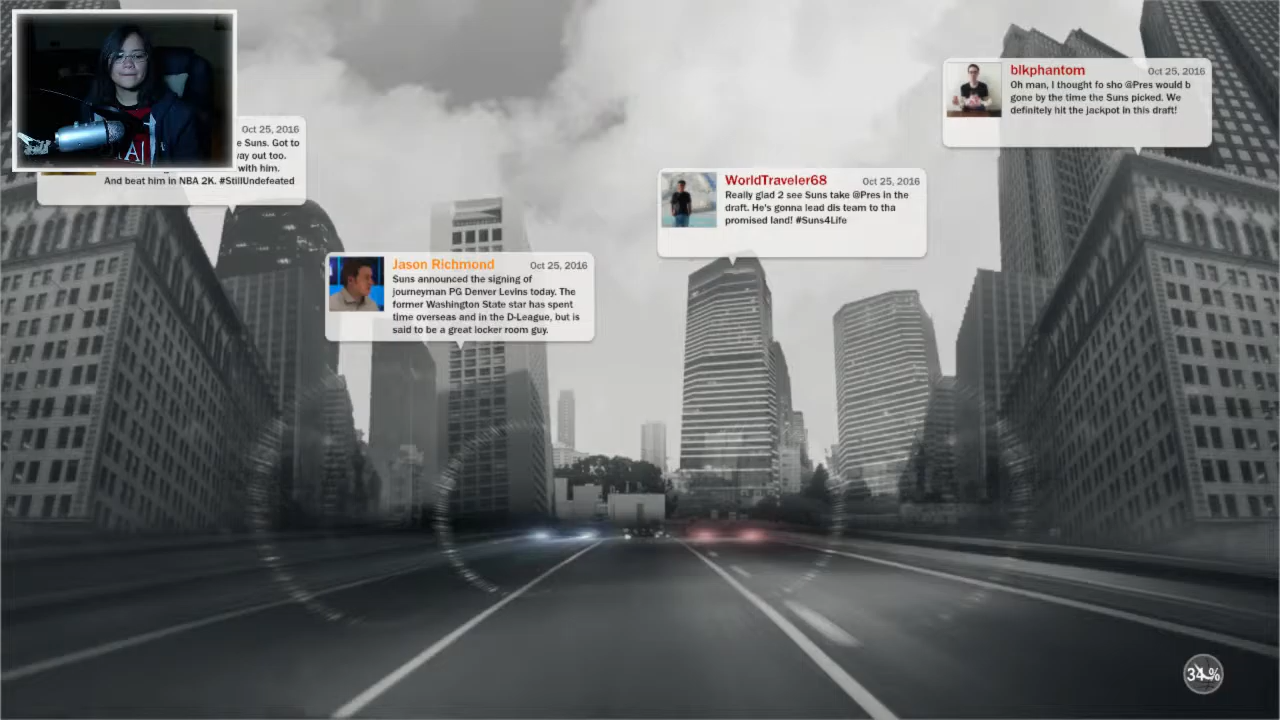 Oct 25, 2016
e Suns. Got to
way out too.
with him.
And beat him in NBA 2K. #StillUndefeated
Jason Richmond Oct 25, 2016
Suns announced the signing of
journeyman PG Denver Levins today. The
former Washington State star has spent
time overseas and in the D-League, but is
said to be a great locker room guy.
WorldTraveler68 Oct 25, 2016
Really glad 2 see Suns take @Pres in the
draft. He's gonna lead dis team to tha
promised land! #Suns4Life
blkphantom Oct 25, 2016
Oh man, I thought fo sho @Pres would b
gone by the time the Suns picked. We
definitely hit the jackpot in this draft!
34%